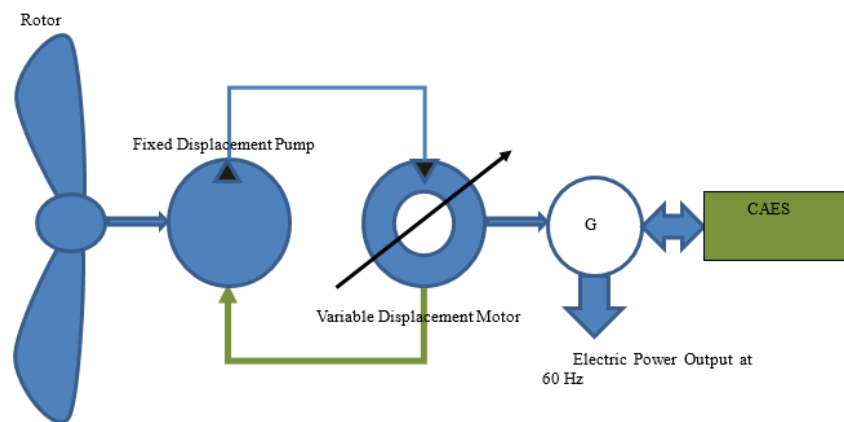 Rotor
Fixed Displacement Pump
CAES
G
Variable Displacement Motor
Electric Power Output at
60 Hz